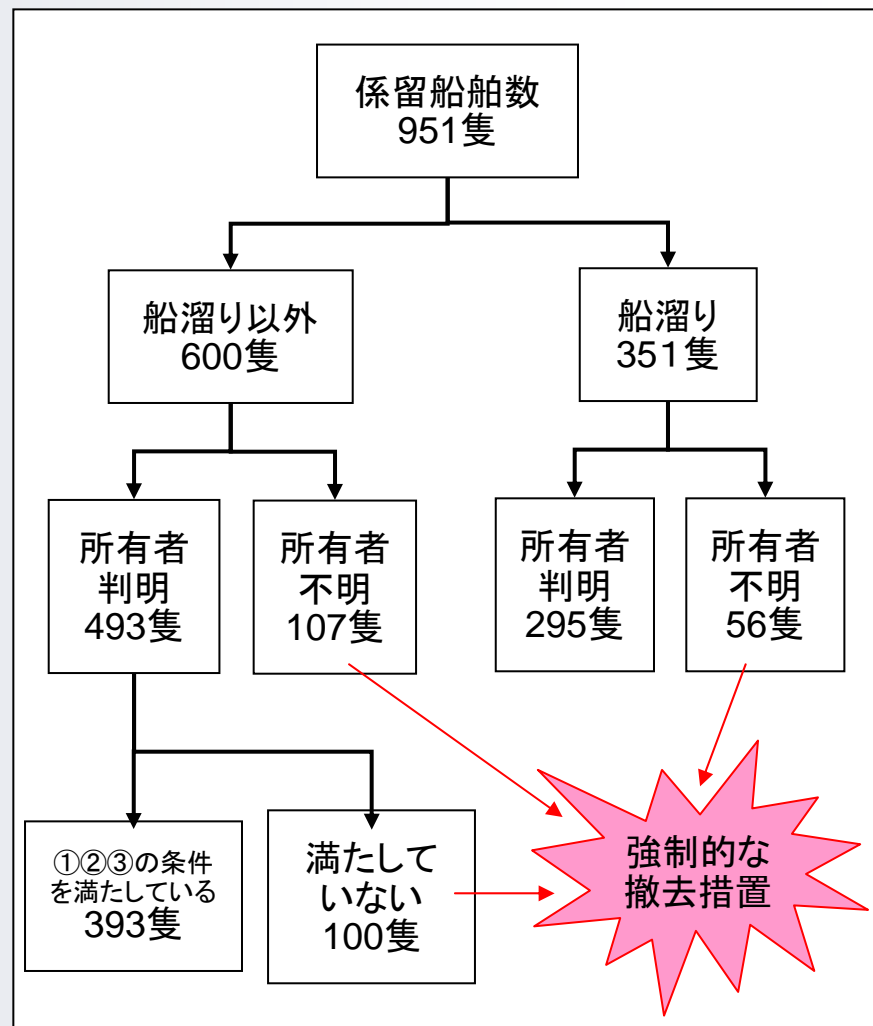 係留船舶数
951隻
船溜り以外
600隻
船溜り
351隻
所有者
判明
493隻
所有者
不明
107隻
所有者
判明
295隻
所有者
不明
56隻
①②③の条件
を満たしている
393隻
満たして
いない
100隻
強制的な
撤去措置